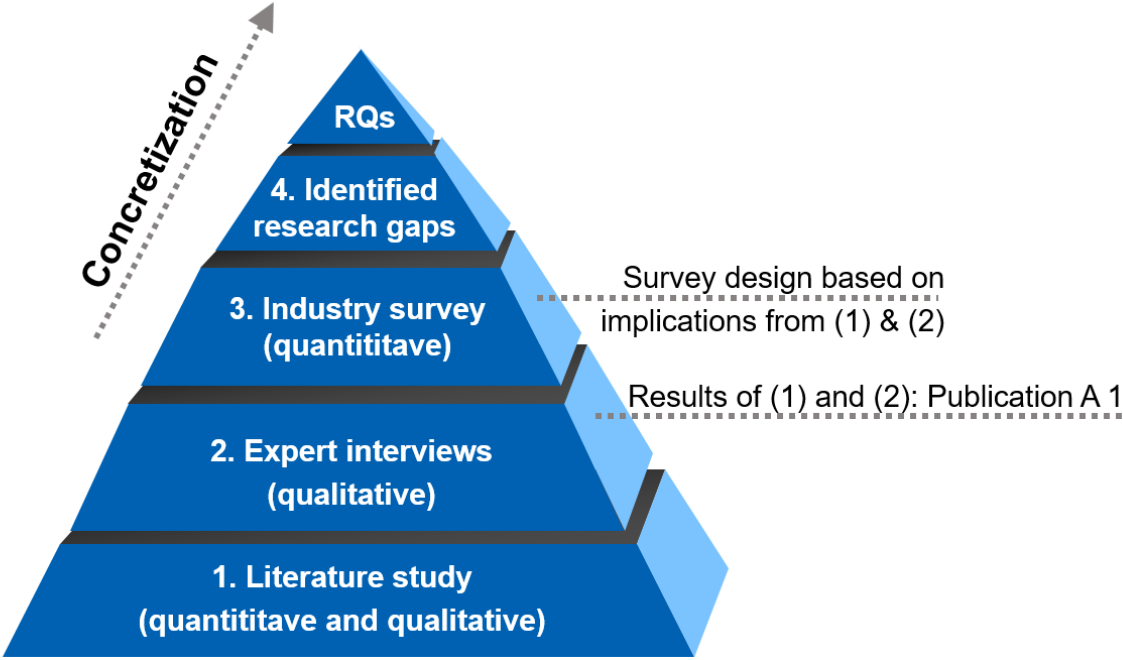 Concretization
RQs
4. Identified
research gaps
3. Industry survey
(quantititave)
2. Expert interviews
(qualitative)
1. Literature study
(quantititave and qualitative)
Survey design based on
implications from (1) & (2)
Results of (1) and (2): Publication A 1